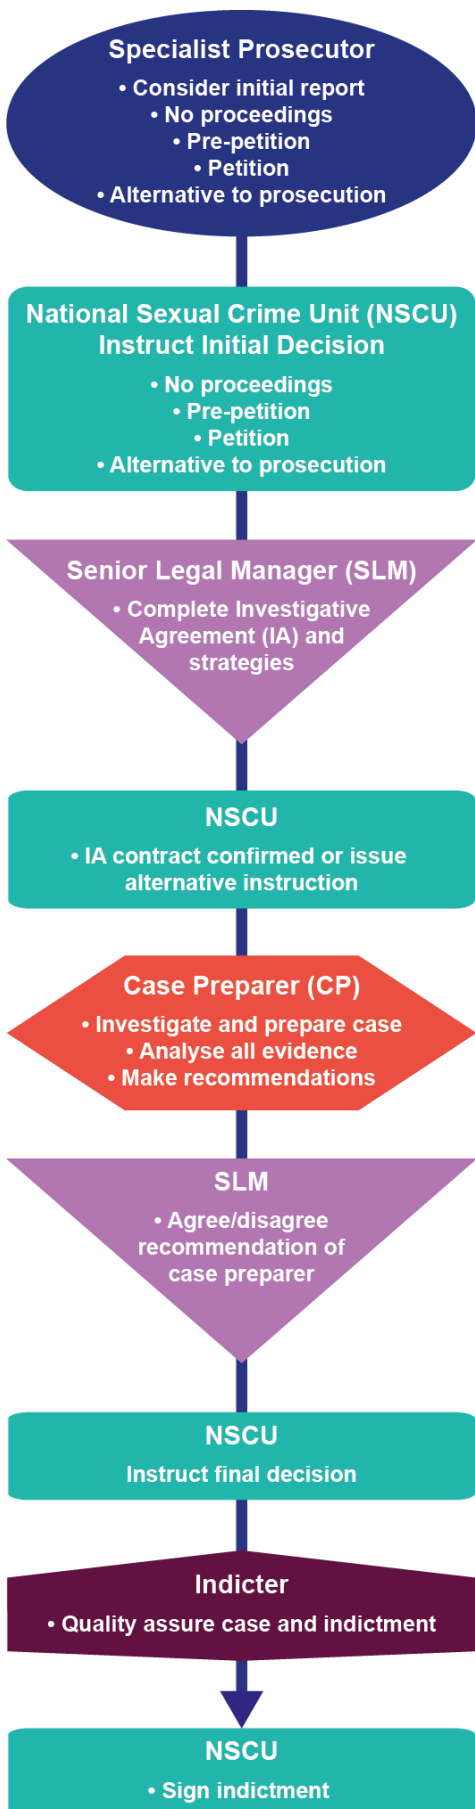 Specialist Prosecutor
• Consider initial report
• No proceedings
• Pre-petition
• Petition
• Alternative to prosecution
National Sexual Crime Unit (NSCU)
Instruct Initial Decision
• No proceedings
• Pre-petition
• Petition
• Alternative to prosecution
Senior Legal Manager (SLM)
• Complete Investigative
Agreement (IA) and
strategies
NSCU
• IA contract confirmed or issue
alternative instruction
Case Preparer (CP)
• Investigate and prepare case
• Analyse all evidence
• Make recommendations
SLM
• Agree/disagree
recommendation of
case preparer
NSCU
Instruct final decision
Indicter
• Quality assure case and indictment
NSCU
• Sign indictment